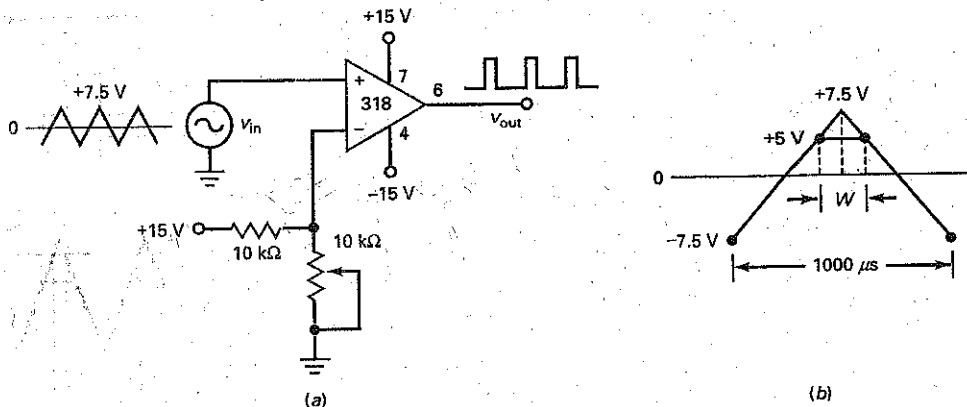 +15 V
+7.5 V
0
v_in
+
−
7
318
6
4
v_out
−15 V
+15 V
10 kΩ
10 kΩ
(a)
+7.5 V
+5 V
0
W
−7.5 V
1000 μs
(b)